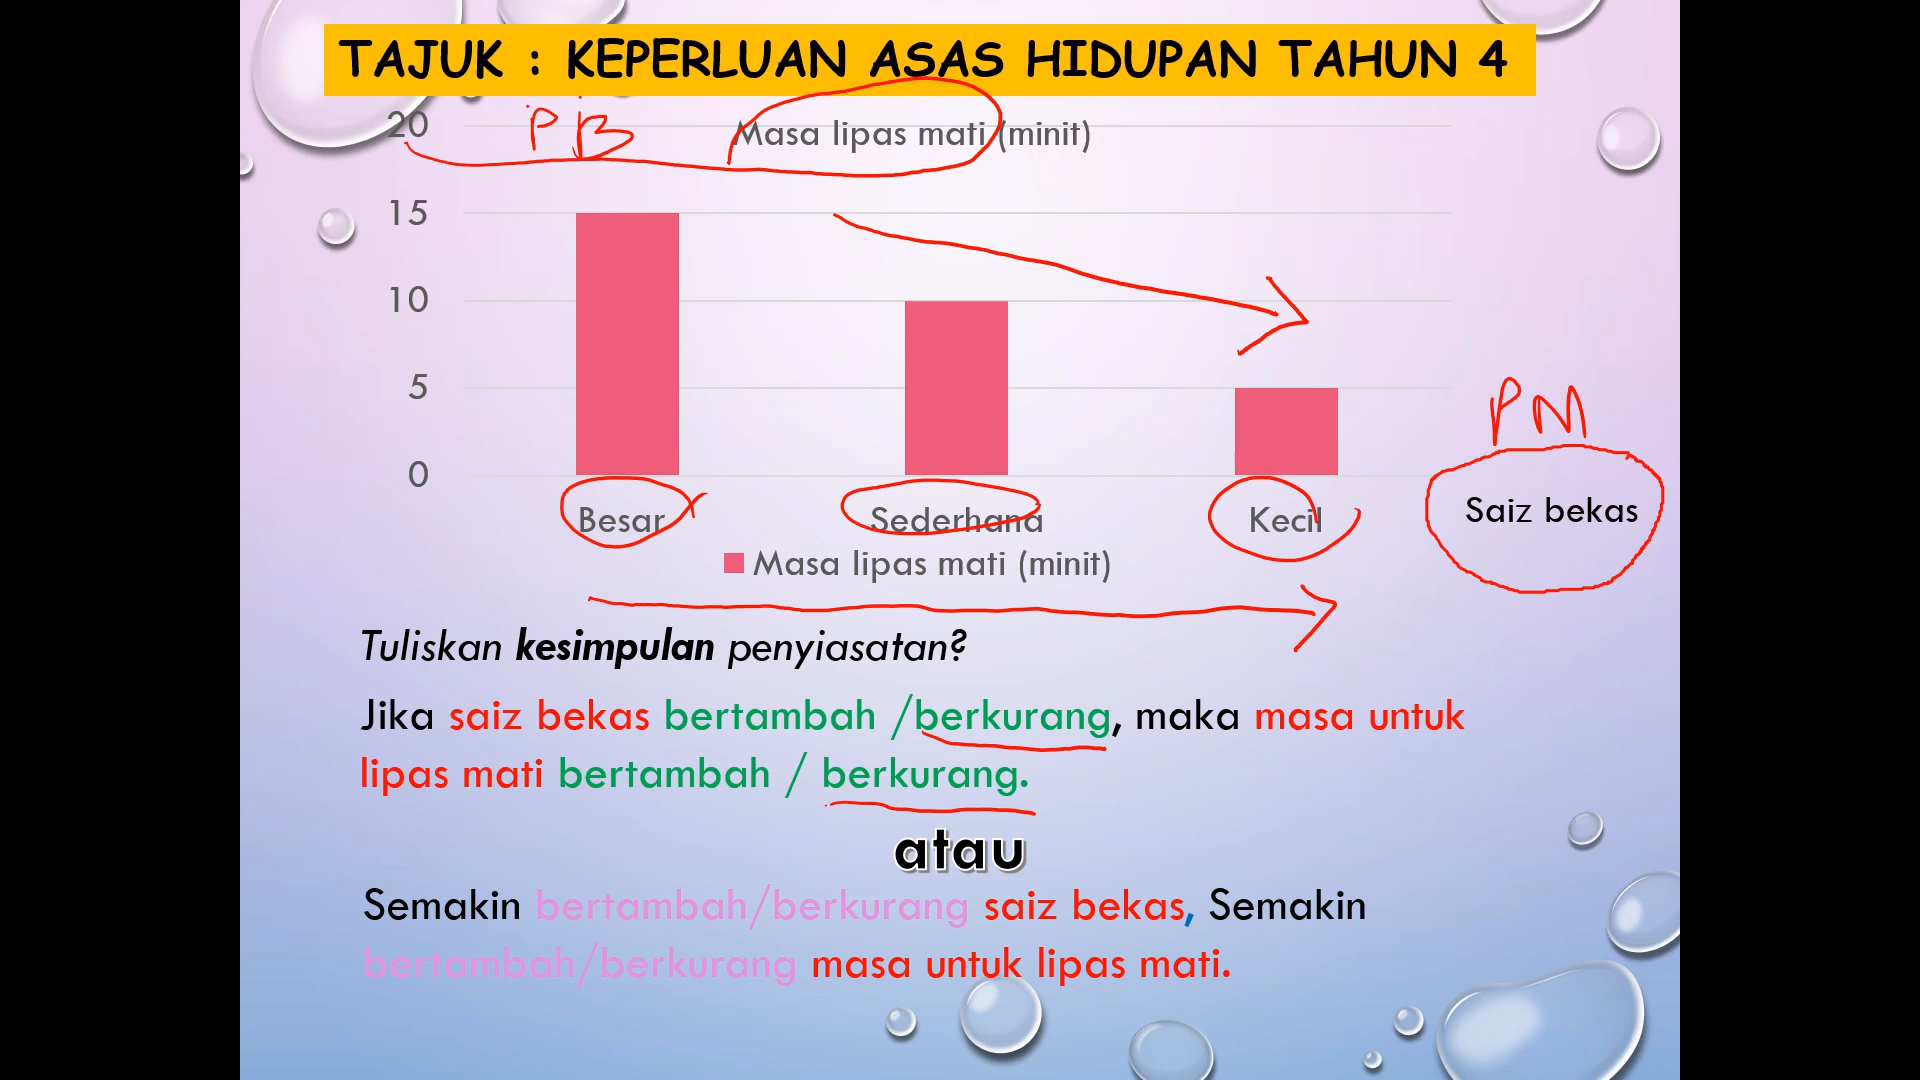 TAJUK : KEPERLUAN ASAS HIDUPAN TAHUN 4
PB
Masa lipas mati (minit)
20
15
10
5
0
PM
Besar
Sederhana
Kecil
Saiz bekas
Masa lipas mati (minit)
Tuliskan kesimpulan penyiasatan?
Jika saiz bekas bertambah /berkurang, maka masa untuk
lipas mati bertambah / berkurang.
atau
Semakin bertambah/berkurang saiz bekas, Semakin
bertambah/berkurang masa untuk lipas mati.